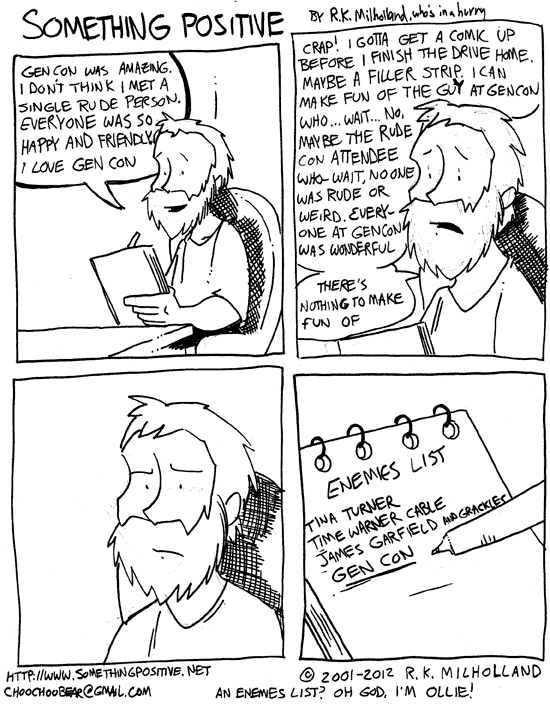 SOMETHING POSITIVE
BY R.K. Milholland, who's in a hurry
GEN CON WAS AMAZING.
I DON'T THINK I MET A
SINGLE RUDE PERSON.
EVERYONE WAS SO
HAPPY AND FRIENDLY.
I LOVE GEN CON
CRAP! I GOTTA GET A COMIC UP
BEFORE I FINISH THE DRIVE HOME.
MAYBE A FILLER STRIP. I CAN
MAKE FUN OF THE GUY AT GENCON
WHO... WAIT... NO,
MAYBE THE RUDE
CON ATTENDEE
WHO- WAIT, NO ONE
WAS RUDE OR
WEIRD. EVERY-
ONE AT GENCON
WAS WONDERFUL
THERE'S
NOTHING TO MAKE
FUN OF
ENEMIES LIST
TINA TURNER
TIME WARNER CABLE
JAMES GARFIELD AND GRACKLES
GEN CON
HTTP://WWW.SOMETHINGPOSITIVE.NET
© 2001-2012 R.K. MILHOLLAND
CHOOCHOOBEAR@GMAIL.COM
AN ENEMIES LIST? OH GOD, I'M OLLIE!